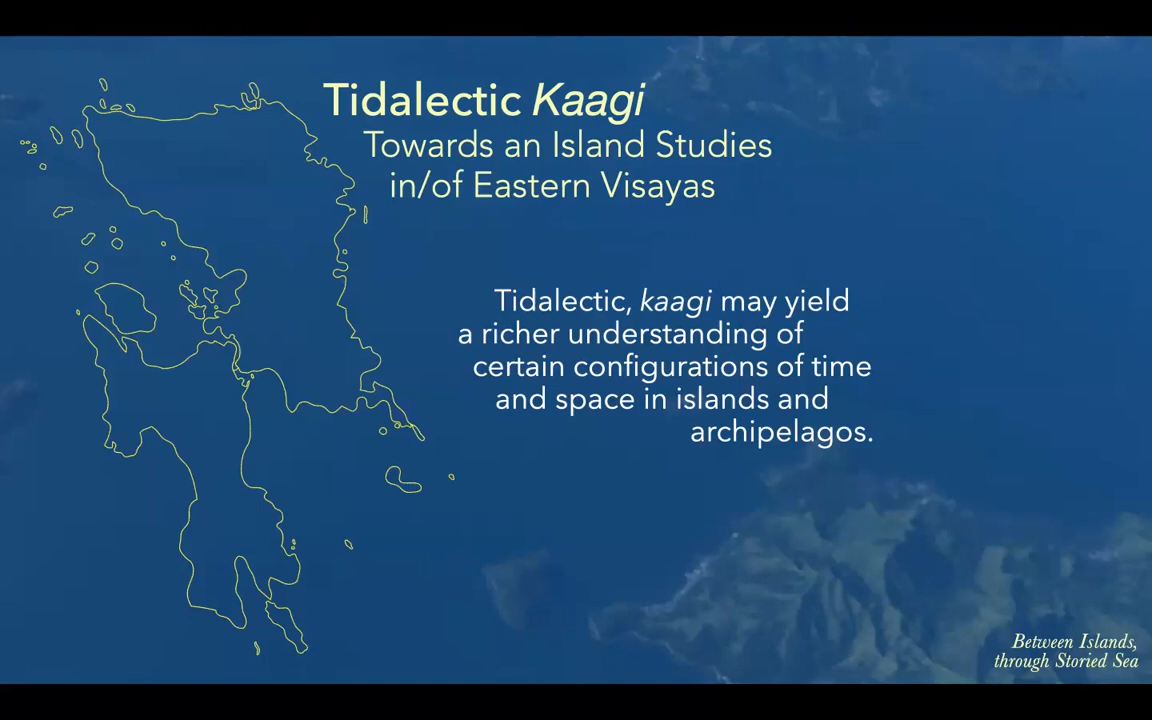 Tidalectic Kaagi
Towards an Island Studies
in/of Eastern Visayas
Tidalectic, kaagi may yield
a richer understanding of
certain configurations of time
and space in islands and
archipelagos.
Between Islands,
through Storied Sea